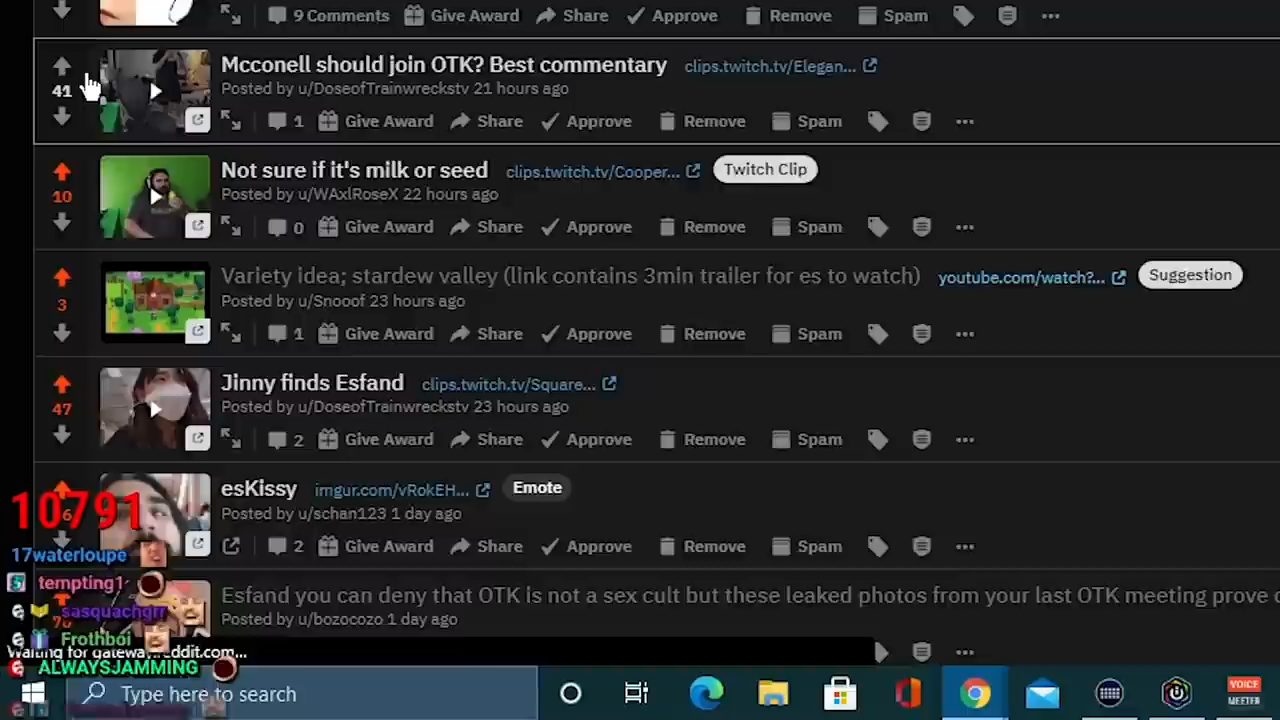 9 Comments Give Award Share Approve Remove Spam
Mcconell should join OTK? Best commentary clips.twitch.tv/Elegan...
41
Posted by u/DoseofTrainwreckstv 21 hours ago
1 Give Award Share Approve Remove Spam
Not sure if it's milk or seed clips.twitch.tv/Cooper... Twitch Clip
10
Posted by u/WAxlRoseX 22 hours ago
0 Give Award Share Approve Remove Spam
Variety idea; stardew valley (link contains 3min trailer for es to watch) youtube.com/watch?... Suggestion
3
Posted by u/Snooof 23 hours ago
1 Give Award Share Approve Remove Spam
Jinny finds Esfand clips.twitch.tv/Square...
47
Posted by u/DoseofTrainwreckstv 23 hours ago
2 Give Award Share Approve Remove Spam
esKissy imgur.com/vRokEH... Emote
10791
Posted by u/schan123 1 day ago
2 Give Award Share Approve Remove Spam
17waterloupe
tempting1
Esfand you can deny that OTK is not a sex cult but these leaked photos from your last OTK meeting prove
sasquachgrr
Posted by u/bozocozo 1 day ago
Frothboi
Waiting for gateway.reddit.com...
ALWAYSJAMMING
Type here to search
VOICE
MEETER